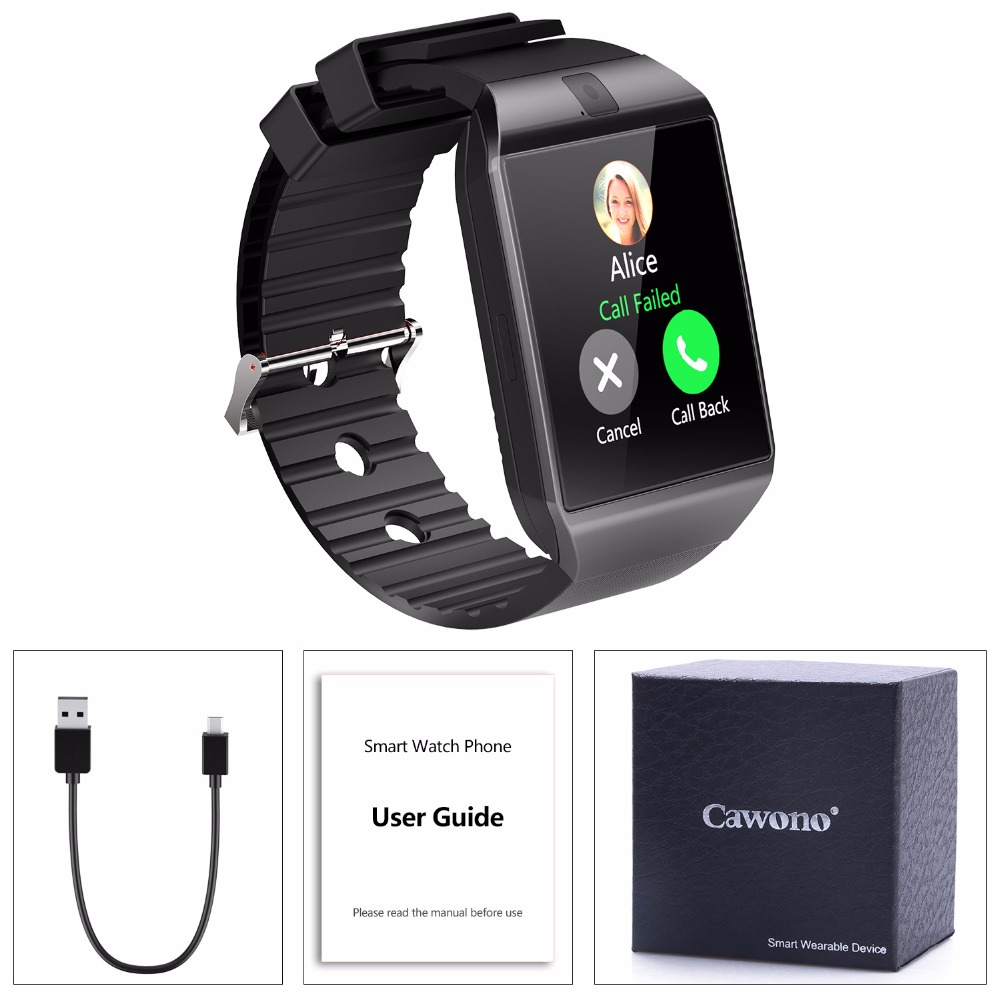 Alice
Call Failed
Cancel
Call Back
Smart Watch Phone
User Guide
Please read the manual before use
Cawono®
Smart Wearable Device